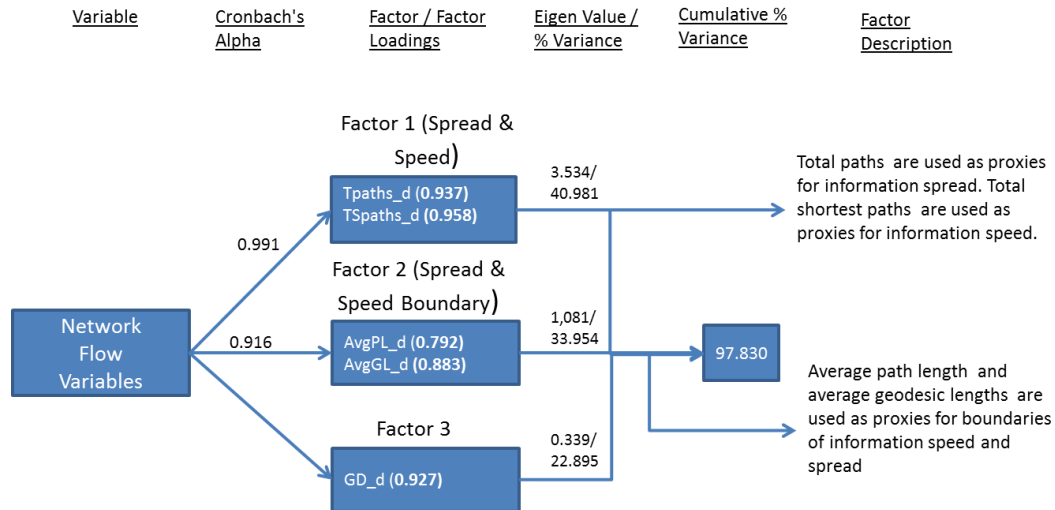 Variable
Cronbach's
Alpha
Factor / Factor
Loadings
Eigen Value /
% Variance
Cumulative %
Variance
Factor
Description
Factor 1 (Spread &
Speed)
3.534/
40.981
Tpaths_d (0.937)
TSpaths_d (0.958)
Total paths are used as proxies
for information spread. Total
shortest paths are used as
proxies for information speed.
0.991
Factor 2 (Spread &
Speed Boundary)
1,081/
33.954
Network
Flow
Variables
0.916
AvgPL_d (0.792)
AvgGL_d (0.883)
97.830
Average path length and
average geodesic lengths are
used as proxies for boundaries
of information speed and
spread
Factor 3
0.339/
22.895
GD_d (0.927)